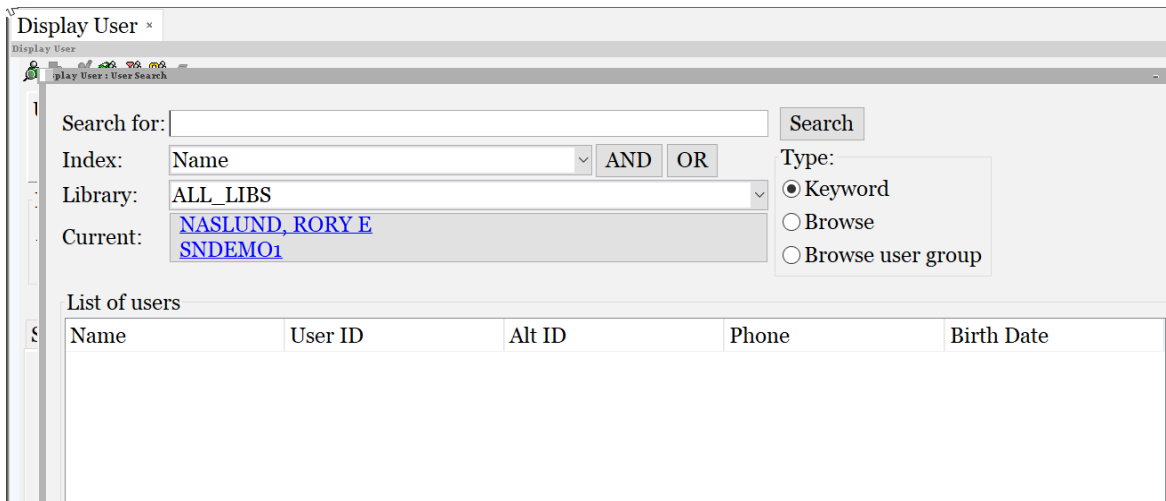 Display User ×
Display User
play User : User Search
Search for:
Search
Index:
Name
AND
OR
Type:
Library:
ALL_LIBS
Keyword
Current:
NASLUND, RORY E
SNDEMO1
Browse
Browse user group
List of users
Name User ID Alt ID Phone Birth Date